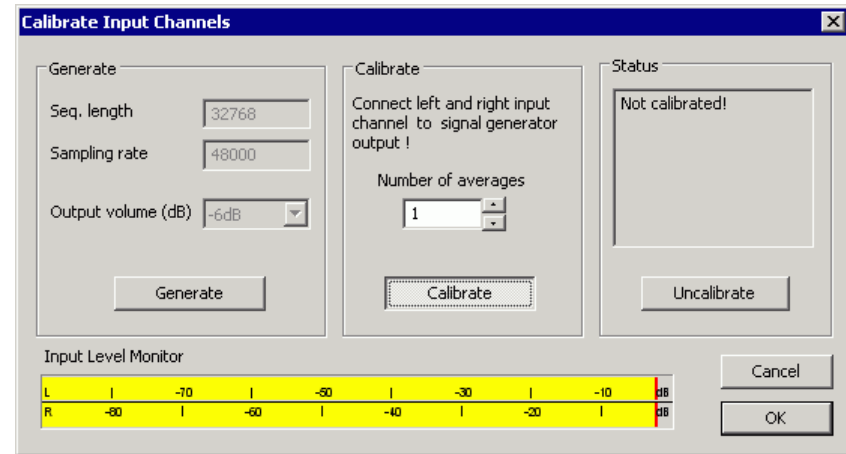 Calibrate Input Channels
Generate
Seq. length 32768
Sampling rate 48000
Output volume (dB) -6dB
Generate
Calibrate
Connect left and right input
channel to signal generator
output !
Number of averages
1
Calibrate
Status
Not calibrated!
Uncalibrate
Input Level Monitor
L | -70 | -50 | -30 | -10 dB
R -80 | -60 | -40 | -20 | dB
Cancel
OK